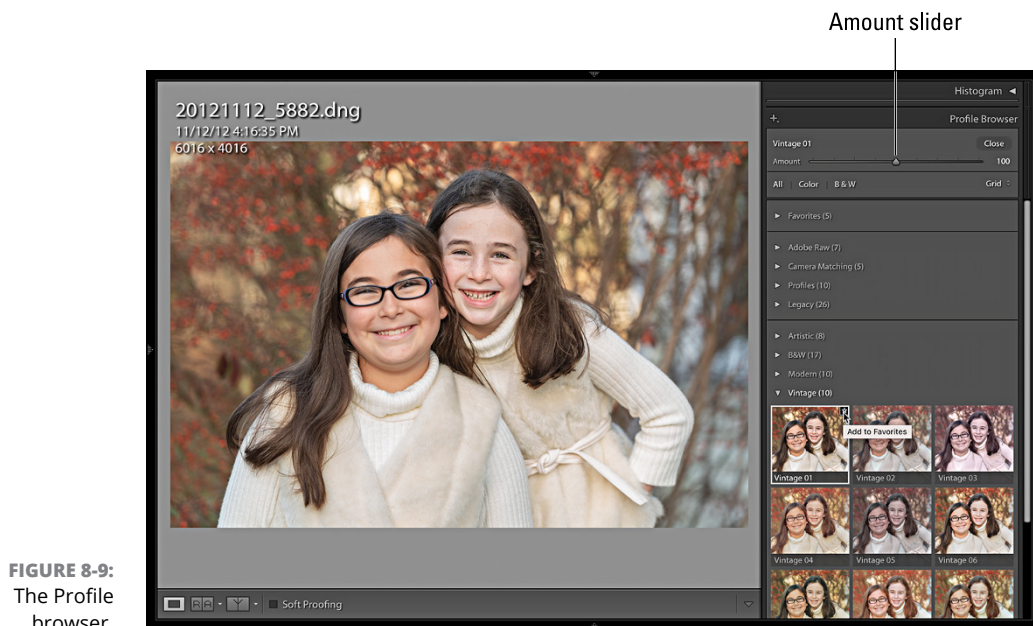 Amount slider
20121112_5882.dng
11/12/12 4:16:35 PM
6016 x 4016
Histogram
Profile Browser
Vintage 01 Close
Amount 100
All Color B & W Grid
Favorites (5)
Adobe Raw (7)
Camera Matching (5)
Profiles (10)
Legacy (26)
Artistic (8)
B&W (17)
Modern (10)
Vintage (10)
Add to Favorites
Vintage 01 Vintage 02 Vintage 03
Vintage 04 Vintage 05 Vintage 06
Soft Proofing
FIGURE 8-9:
The Profile
browser.